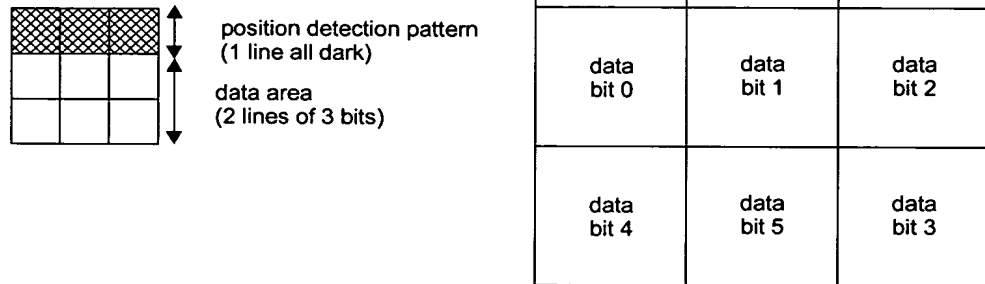 position detection pattern
(1 line all dark)
data area
(2 lines of 3 bits)
data
bit 0
data
bit 1
data
bit 2
data
bit 4
data
bit 5
data
bit 3